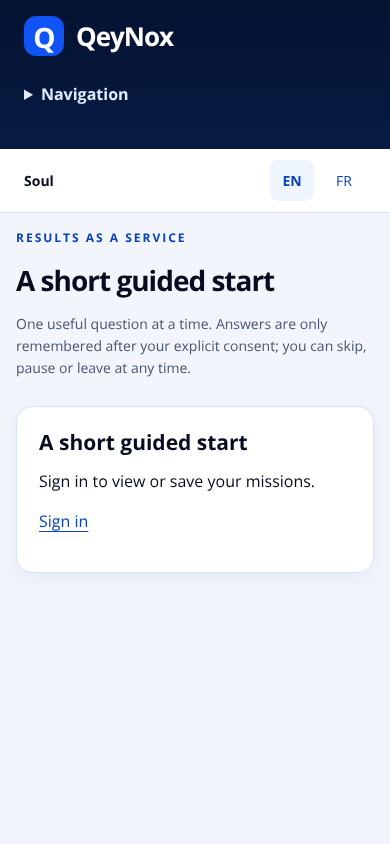 Q QeyNox
Navigation
Soul EN FR
RESULTS AS A SERVICE
A short guided start
One useful question at a time. Answers are only
remembered after your explicit consent; you can skip,
pause or leave at any time.
A short guided start
Sign in to view or save your missions.
Sign in